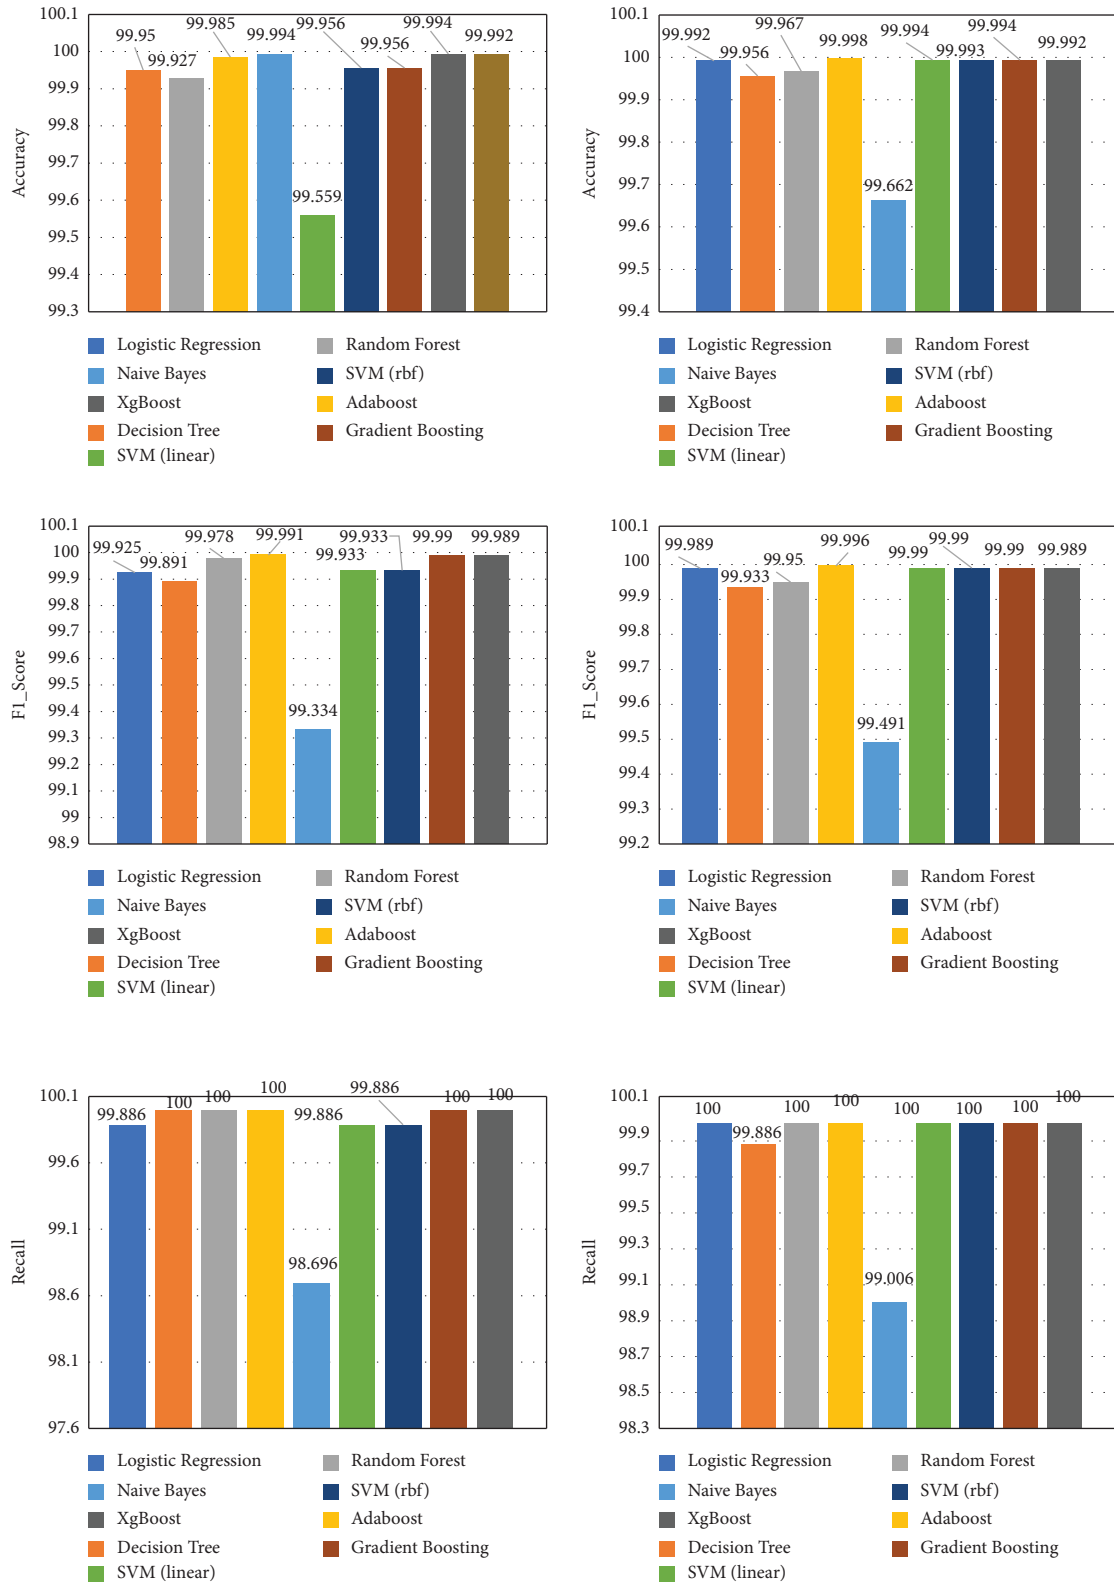 100.1
100
99.9
99.8
99.7
99.6
99.5
99.4
99.3
Accuracy
99.95
99.927
99.985
99.994
99.559
99.956
99.956
99.994
99.992
Logistic Regression
Random Forest
Naive Bayes
SVM (rbf)
XgBoost
Adaboost
Decision Tree
Gradient Boosting
SVM (linear)
100.1
100
99.9
99.8
99.7
99.6
99.5
99.4
Accuracy
99.992
99.956
99.967
99.998
99.662
99.994
99.993
99.994
99.992
Logistic Regression
Random Forest
Naive Bayes
SVM (rbf)
XgBoost
Adaboost
Decision Tree
Gradient Boosting
SVM (linear)
100.1
100
99.9
99.8
99.7
99.6
99.5
99.4
99.3
99.2
99.1
99
98.9
F1_Score
99.925
99.891
99.978
99.991
99.334
99.933
99.933
99.99
99.989
Logistic Regression
Random Forest
Naive Bayes
SVM (rbf)
XgBoost
Adaboost
Decision Tree
Gradient Boosting
SVM (linear)
100.1
100
99.9
99.8
99.7
99.6
99.5
99.4
99.3
99.2
F1_Score
99.989
99.933
99.95
99.996
99.491
99.99
99.99
99.99
99.989
Logistic Regression
Random Forest
Naive Bayes
SVM (rbf)
XgBoost
Adaboost
Decision Tree
Gradient Boosting
SVM (linear)
100.1
99.6
99.1
98.6
98.1
97.6
Recall
99.886
100
100
100
98.696
99.886
99.886
100
100
Logistic Regression
Random Forest
Naive Bayes
SVM (rbf)
XgBoost
Adaboost
Decision Tree
Gradient Boosting
SVM (linear)
100.1
99.9
99.7
99.5
99.3
99.1
98.9
98.7
98.5
98.3
Recall
100
99.886
100
100
99.006
100
100
100
100
Logistic Regression
Random Forest
Naive Bayes
SVM (rbf)
XgBoost
Adaboost
Decision Tree
Gradient Boosting
SVM (linear)